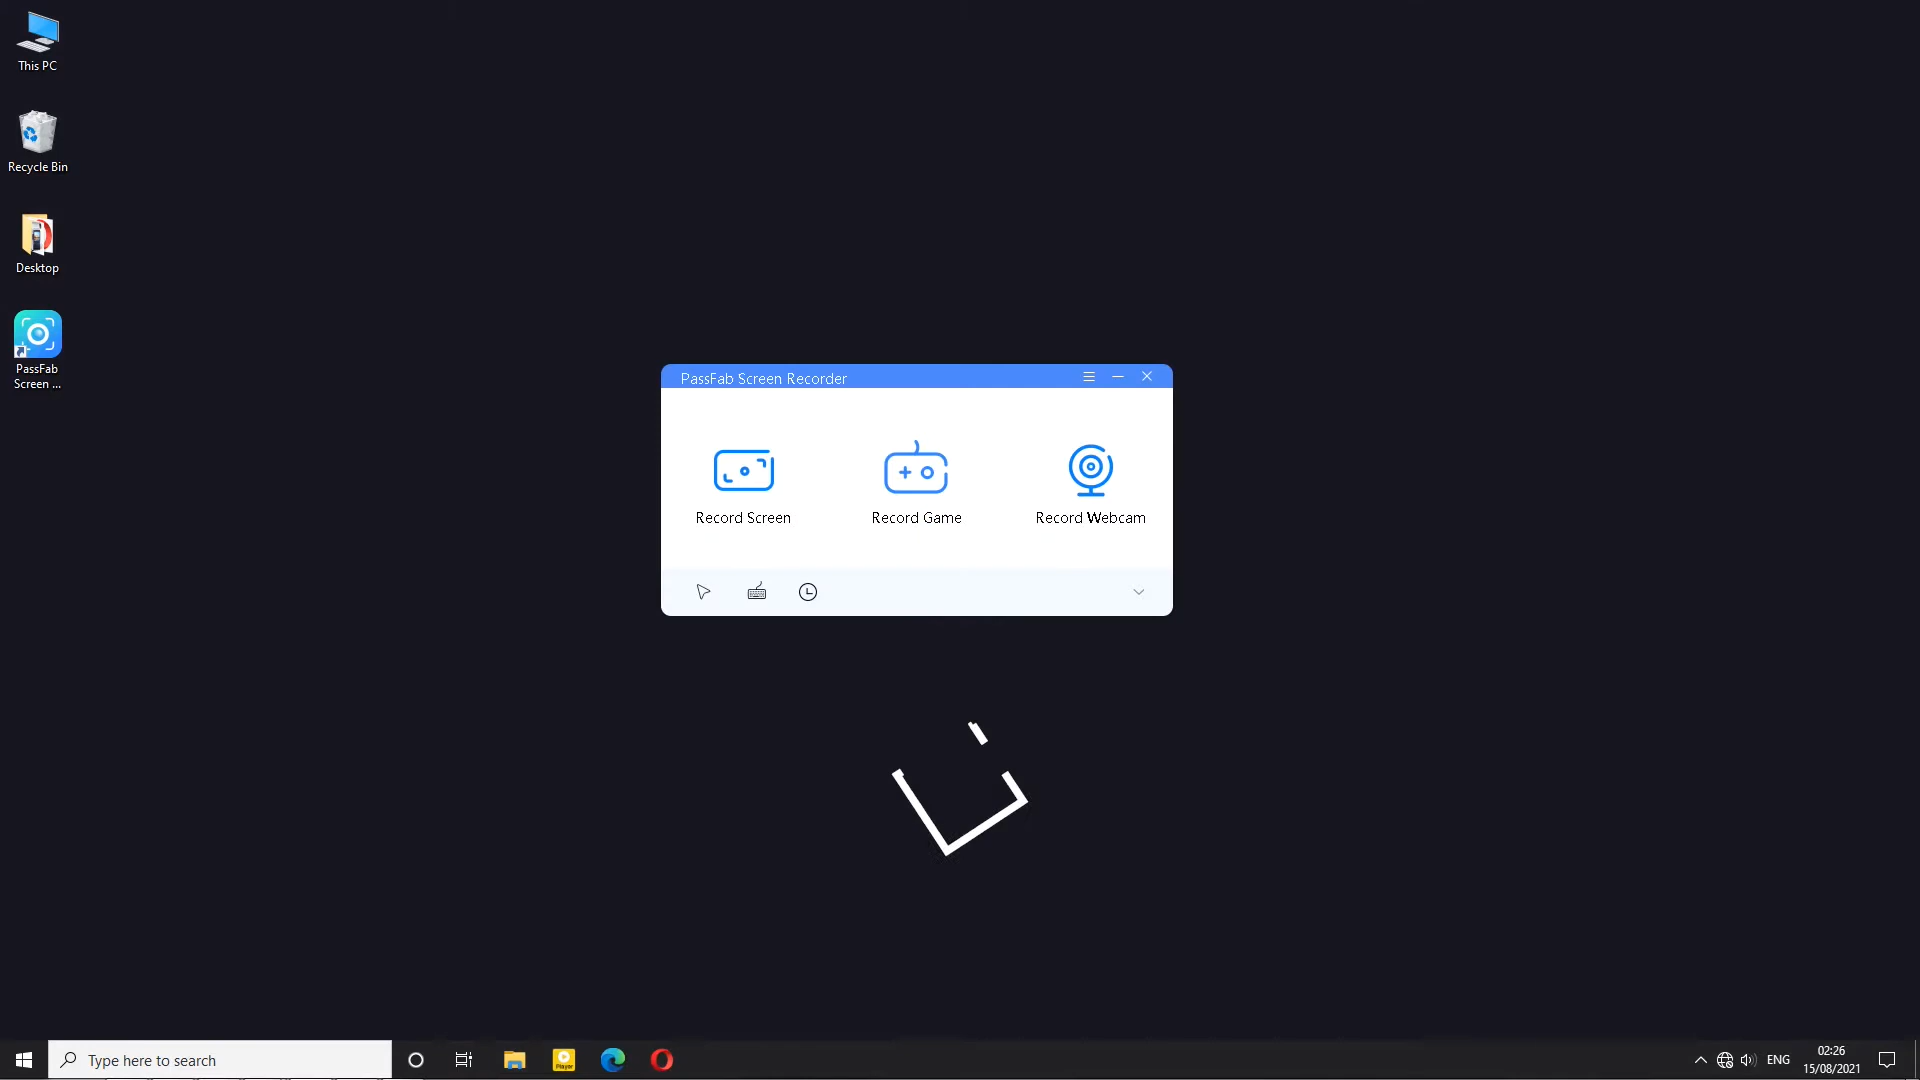 This PC
Recycle Bin
Desktop
PassFab
Screen ...
PassFab Screen Recorder
Record Screen
Record Game
Record Webcam
Type here to search
Player
ENG
02:26
15/08/2021